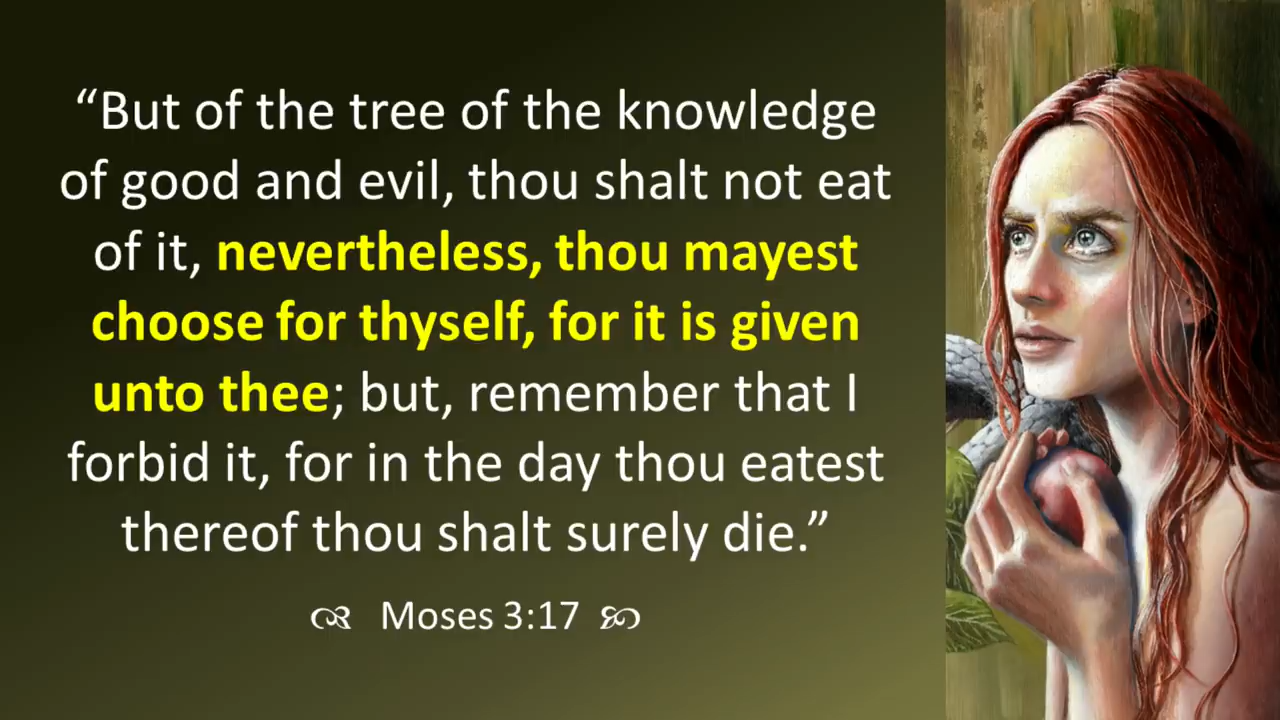 “But of the tree of the knowledge
of good and evil, thou shalt not eat
of it, nevertheless, thou mayest
choose for thyself, for it is given
unto thee; but, remember that I
forbid it, for in the day thou eatest
thereof thou shalt surely die.”
Moses 3:17